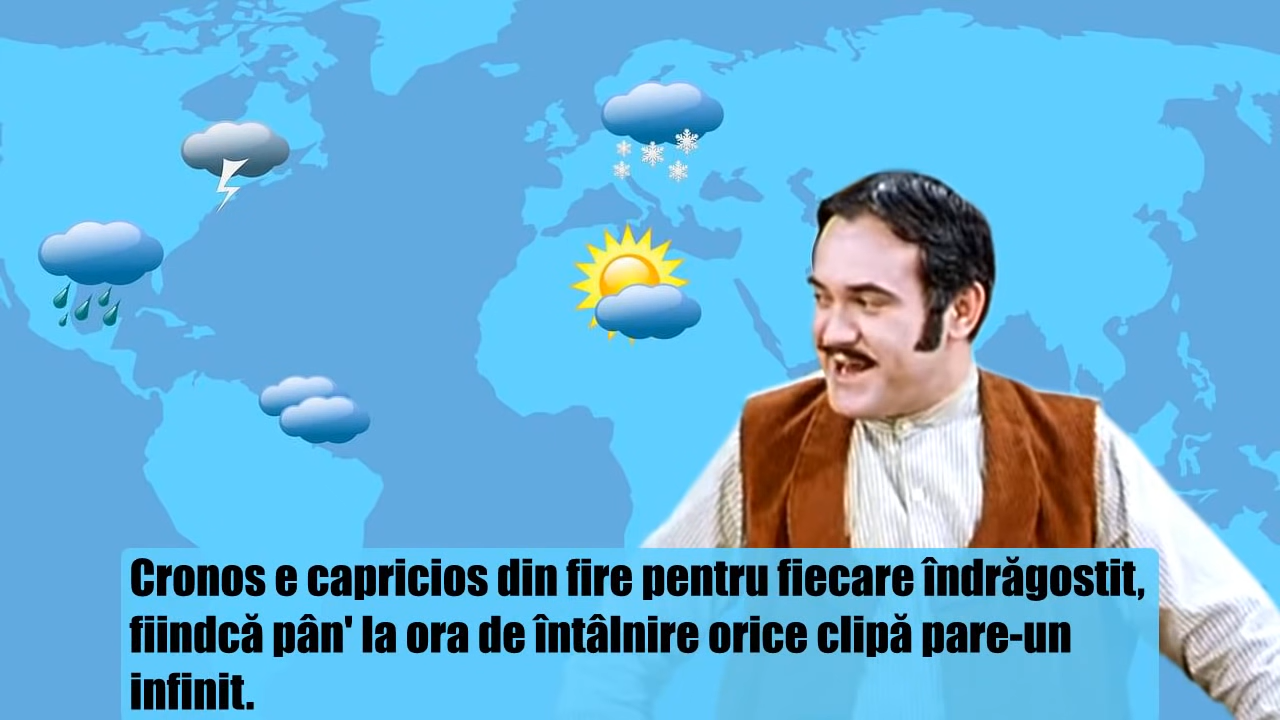 Cronos e capricios din fire pentru fiecare îndrăgostit,
fiindcă pân' la ora de întâlnire orice clipă pare-un
infinit.